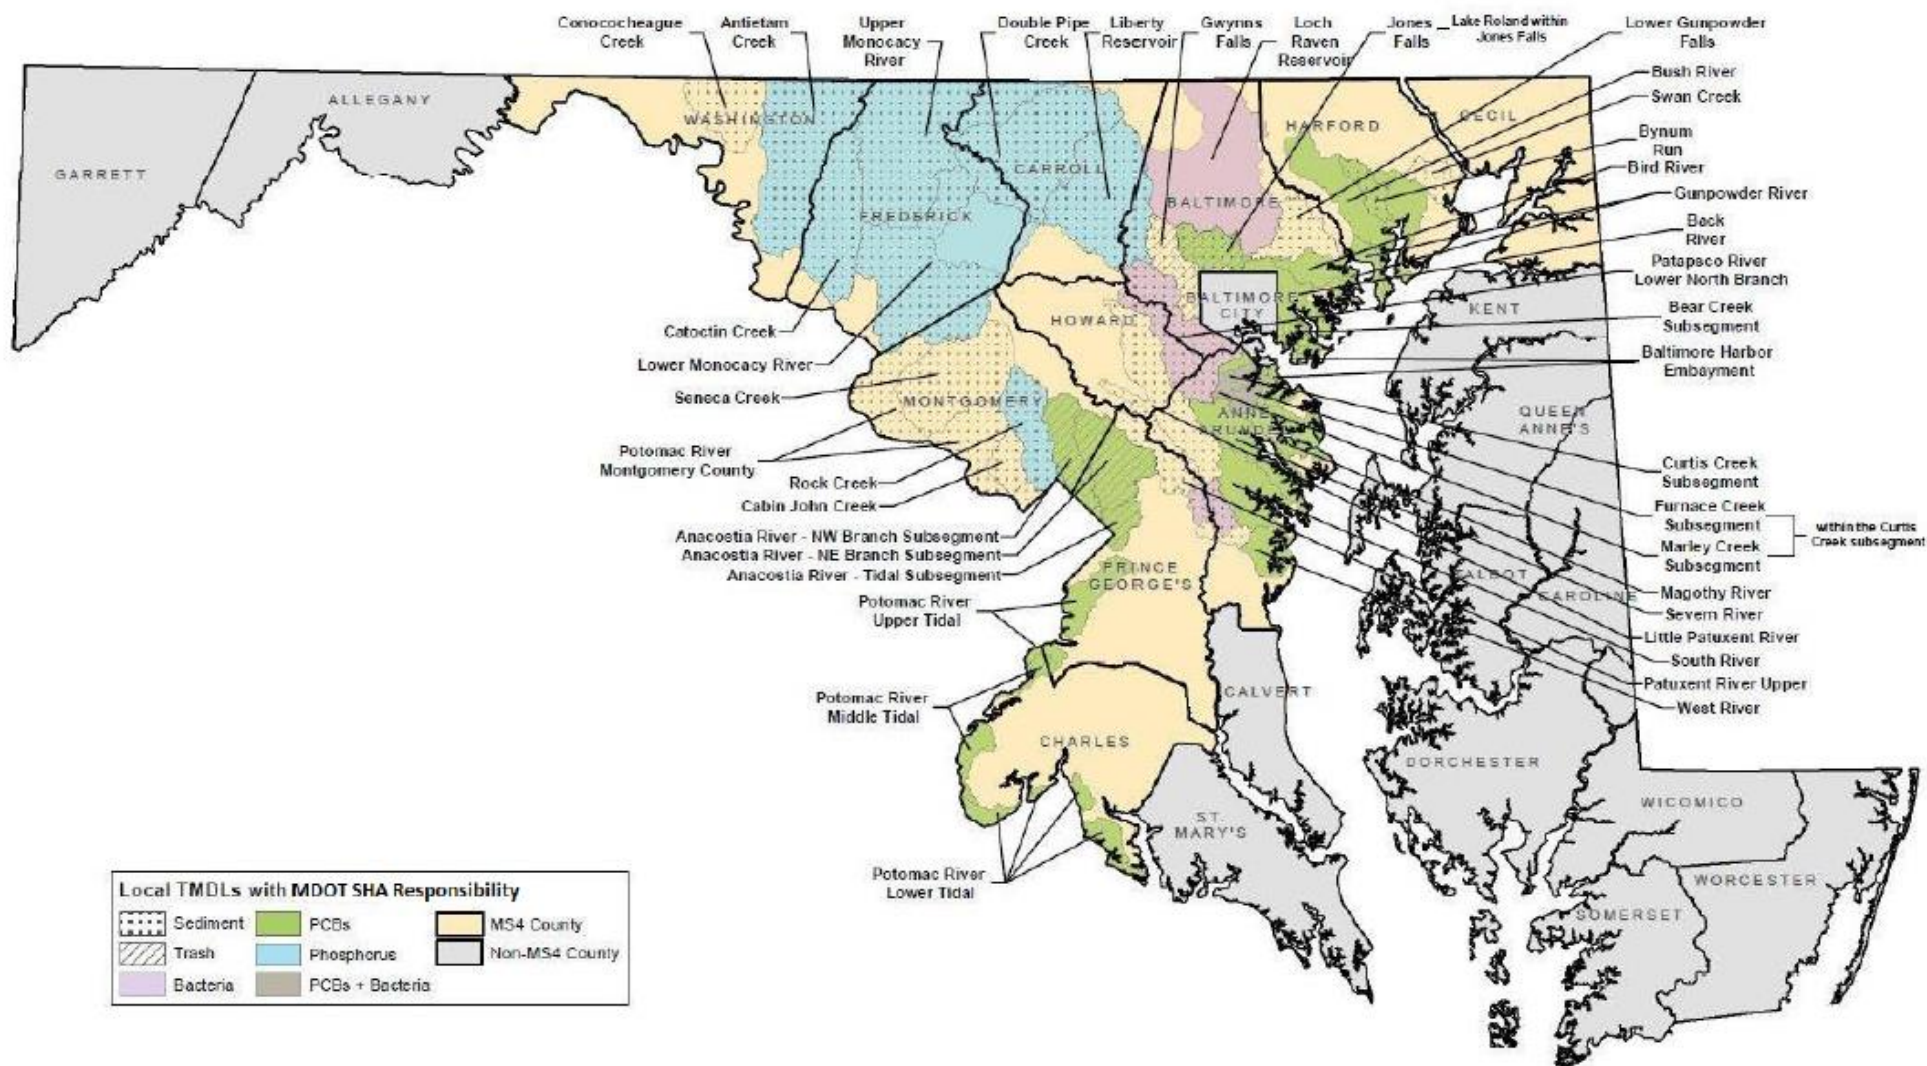 Conococheague
Creek
Antietam
Creek
Upper
Monocacy
River
Double Pipe
Creek
Liberty
Reservoir
Gwynns
Falls
Loch
Raven
Reservoir
Jones
Falls
Lake Roland within
Jones Falls
Lower Gunpowder
Falls
Bush River
Swan Creek
Bynum
Run
Bird River
Gunpowder River
Back
River
Patapsco River
Lower North Branch
Bear Creek
Subsegment
Baltimore Harbor
Embayment
Curtis Creek
Subsegment
Furnace Creek
Subsegment
Marley Creek
Subsegment
within the Curtis
Creek subsegment
Magothy River
Severn River
Little Patuxent River
South River
Patuxent River Upper
West River
Catoctin Creek
Lower Monocacy River
Seneca Creek
Potomac River
Montgomery County
Rock Creek
Cabin John Creek
Anacostia River - NW Branch Subsegment
Anacostia River - NE Branch Subsegment
Anacostia River - Tidal Subsegment
Potomac River
Upper Tidal
Potomac River
Middle Tidal
Potomac River
Lower Tidal
GARRETT
ALLEGANY
WASHINGTON
FREDERICK
CARROLL
BALTIMORE
HARFORD
CECIL
BALTIMORE
CITY
HOWARD
MONTGOMERY
ANNE
ARUNDEL
KENT
QUEEN
ANNE'S
TALBOT
CAROLINE
PRINCE
GEORGE'S
CALVERT
CHARLES
ST.
MARY'S
DORCHESTER
WICOMICO
WORCESTER
SOMERSET
Local TMDLs with MDOT SHA Responsibility
Sediment
PCBs
MS4 County
Trash
Phosphorus
Non-MS4 County
Bacteria
PCBs + Bacteria